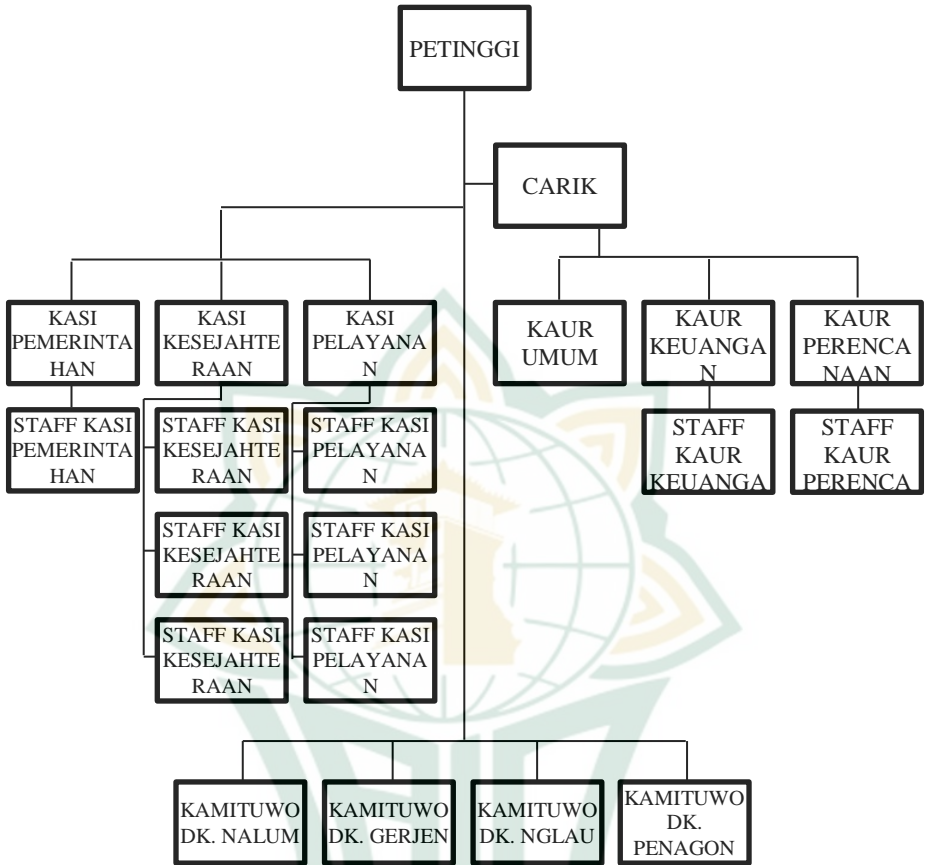 PETINGGI
CARIK
KASI
PEMERINTA
HAN
KASI
KESEJAHTE
RAAN
KASI
PELAYANA
N
KAUR
UMUM
KAUR
KEUANGA
N
KAUR
PERENCA
NAAN
STAFF KASI
PEMERINTA
HAN
STAFF KASI
KESEJAHTE
RAAN
STAFF KASI
PELAYANA
N
STAFF
KAUR
KEUANGA
STAFF
KAUR
PERENCA
STAFF KASI
KESEJAHTE
RAAN
STAFF KASI
PELAYANA
N
STAFF KASI
KESEJAHTE
RAAN
STAFF KASI
PELAYANA
N
KAMITUWO
DK. NALUM
KAMITUWO
DK. GERJEN
KAMITUWO
DK. NGLAU
KAMITUWO
DK.
PENAGON